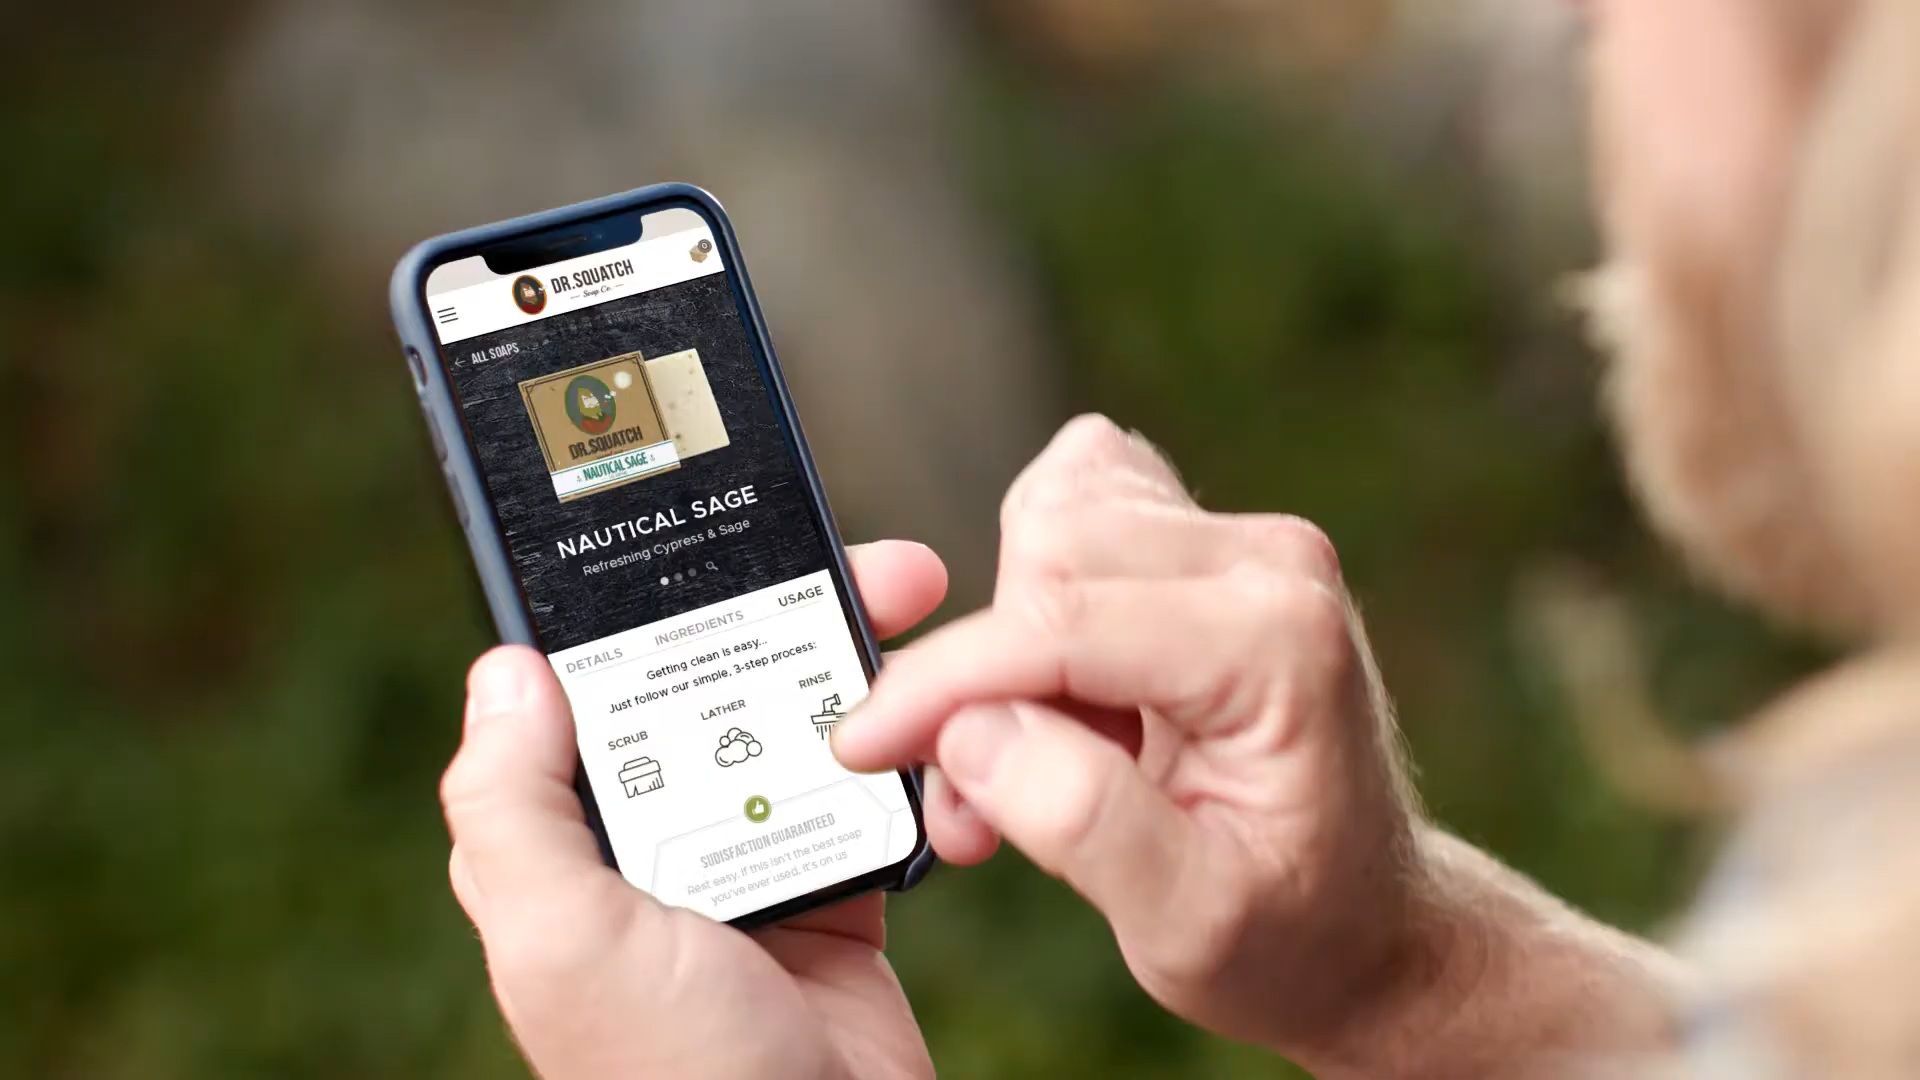 DR.SQUATCH
Soap Co.
0
← ALL SOAPS
DR.SQUATCH
NAUTICAL SAGE
NAUTICAL SAGE
Refreshing Cypress & Sage
DETAILS INGREDIENTS USAGE
Getting clean is easy...
Just follow our simple, 3-step process:
SCRUB LATHER RINSE
SUDISFACTION GUARANTEED
Rest easy. If this isn't the best soap
you've ever used, it's on us